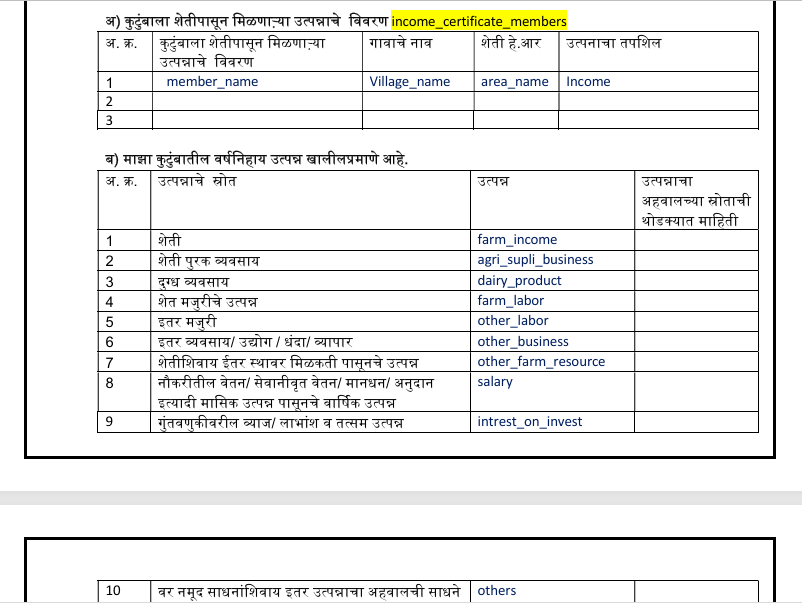 अ) कुटुंबाला शेतीपासून मिळणाऱ्या उत्पन्नाचे विवरण income_certificate_members
अ. क्र. कुटुंबाला शेतीपासून मिळणाऱ्या गावाचे नाव शेती हे.आर उत्पनाचा तपशिल
उत्पन्नाचे विवरण
1 member_name Village_name area_name Income
2
3
ब) माझा कुटुंबातील वर्षनिहाय उत्पन्न खालीलप्रमाणे आहे.
अ. क्र. उत्पन्नाचे स्रोत उत्पन्न उत्पन्नाचा
अहवालच्या स्रोताची
थोडक्यात माहिती
1 शेती farm_income
2 शेती पुरक व्यवसाय agri_supli_business
3 दुग्ध व्यवसाय dairy_product
4 शेत मजुरीचे उत्पन्न farm_labor
5 इतर मजुरी other_labor
6 इतर व्यवसाय/ उद्योग / धंदा/ व्यापार other_business
7 शेतीशिवाय ईतर स्थावर मिळकती पासूनचे उत्पन्न other_farm_resource
8 नौकरीतील वेतन/ सेवानीवृत वेतन/ मानधन/ अनुदान salary
इत्यादी मासिक उत्पन्न पासूनचे वार्षिक उत्पन्न
9 गुंतवणुकीवरील व्याज/ लाभांश व तत्सम उत्पन्न intrest_on_invest
10 वर नमूद साधनांशिवाय इतर उत्पन्नाचा अहवालची साधने others